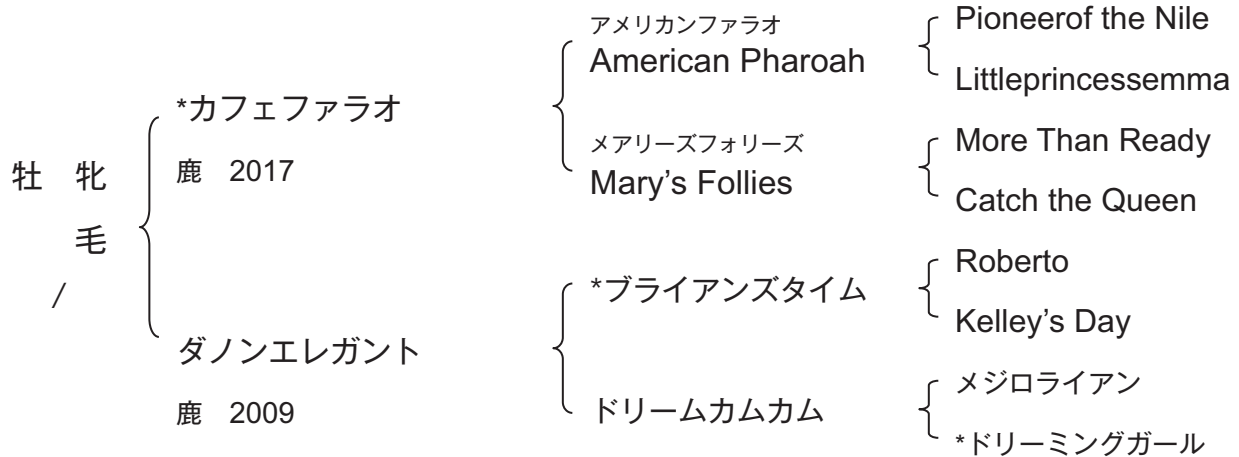 牡 牝
毛
/
*カフェファラオ
鹿 2017
アメリカンファラオ
American Pharoah
Pioneerof the Nile
Littleprincessemma
メアリーズフォリーズ
Mary’s Follies
More Than Ready
Catch the Queen
ダノンエレガント
鹿 2009
*ブライアンズタイム
Roberto
Kelley’s Day
ドリームカムカム
メジロライアン
*ドリーミングガール